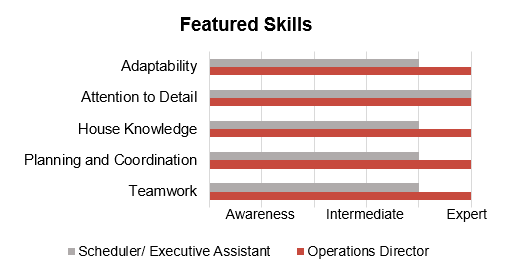 Featured Skills
Adaptability
Attention to Detail
House Knowledge
Planning and Coordination
Teamwork
Awareness Intermediate Expert
Scheduler/ Executive Assistant Operations Director